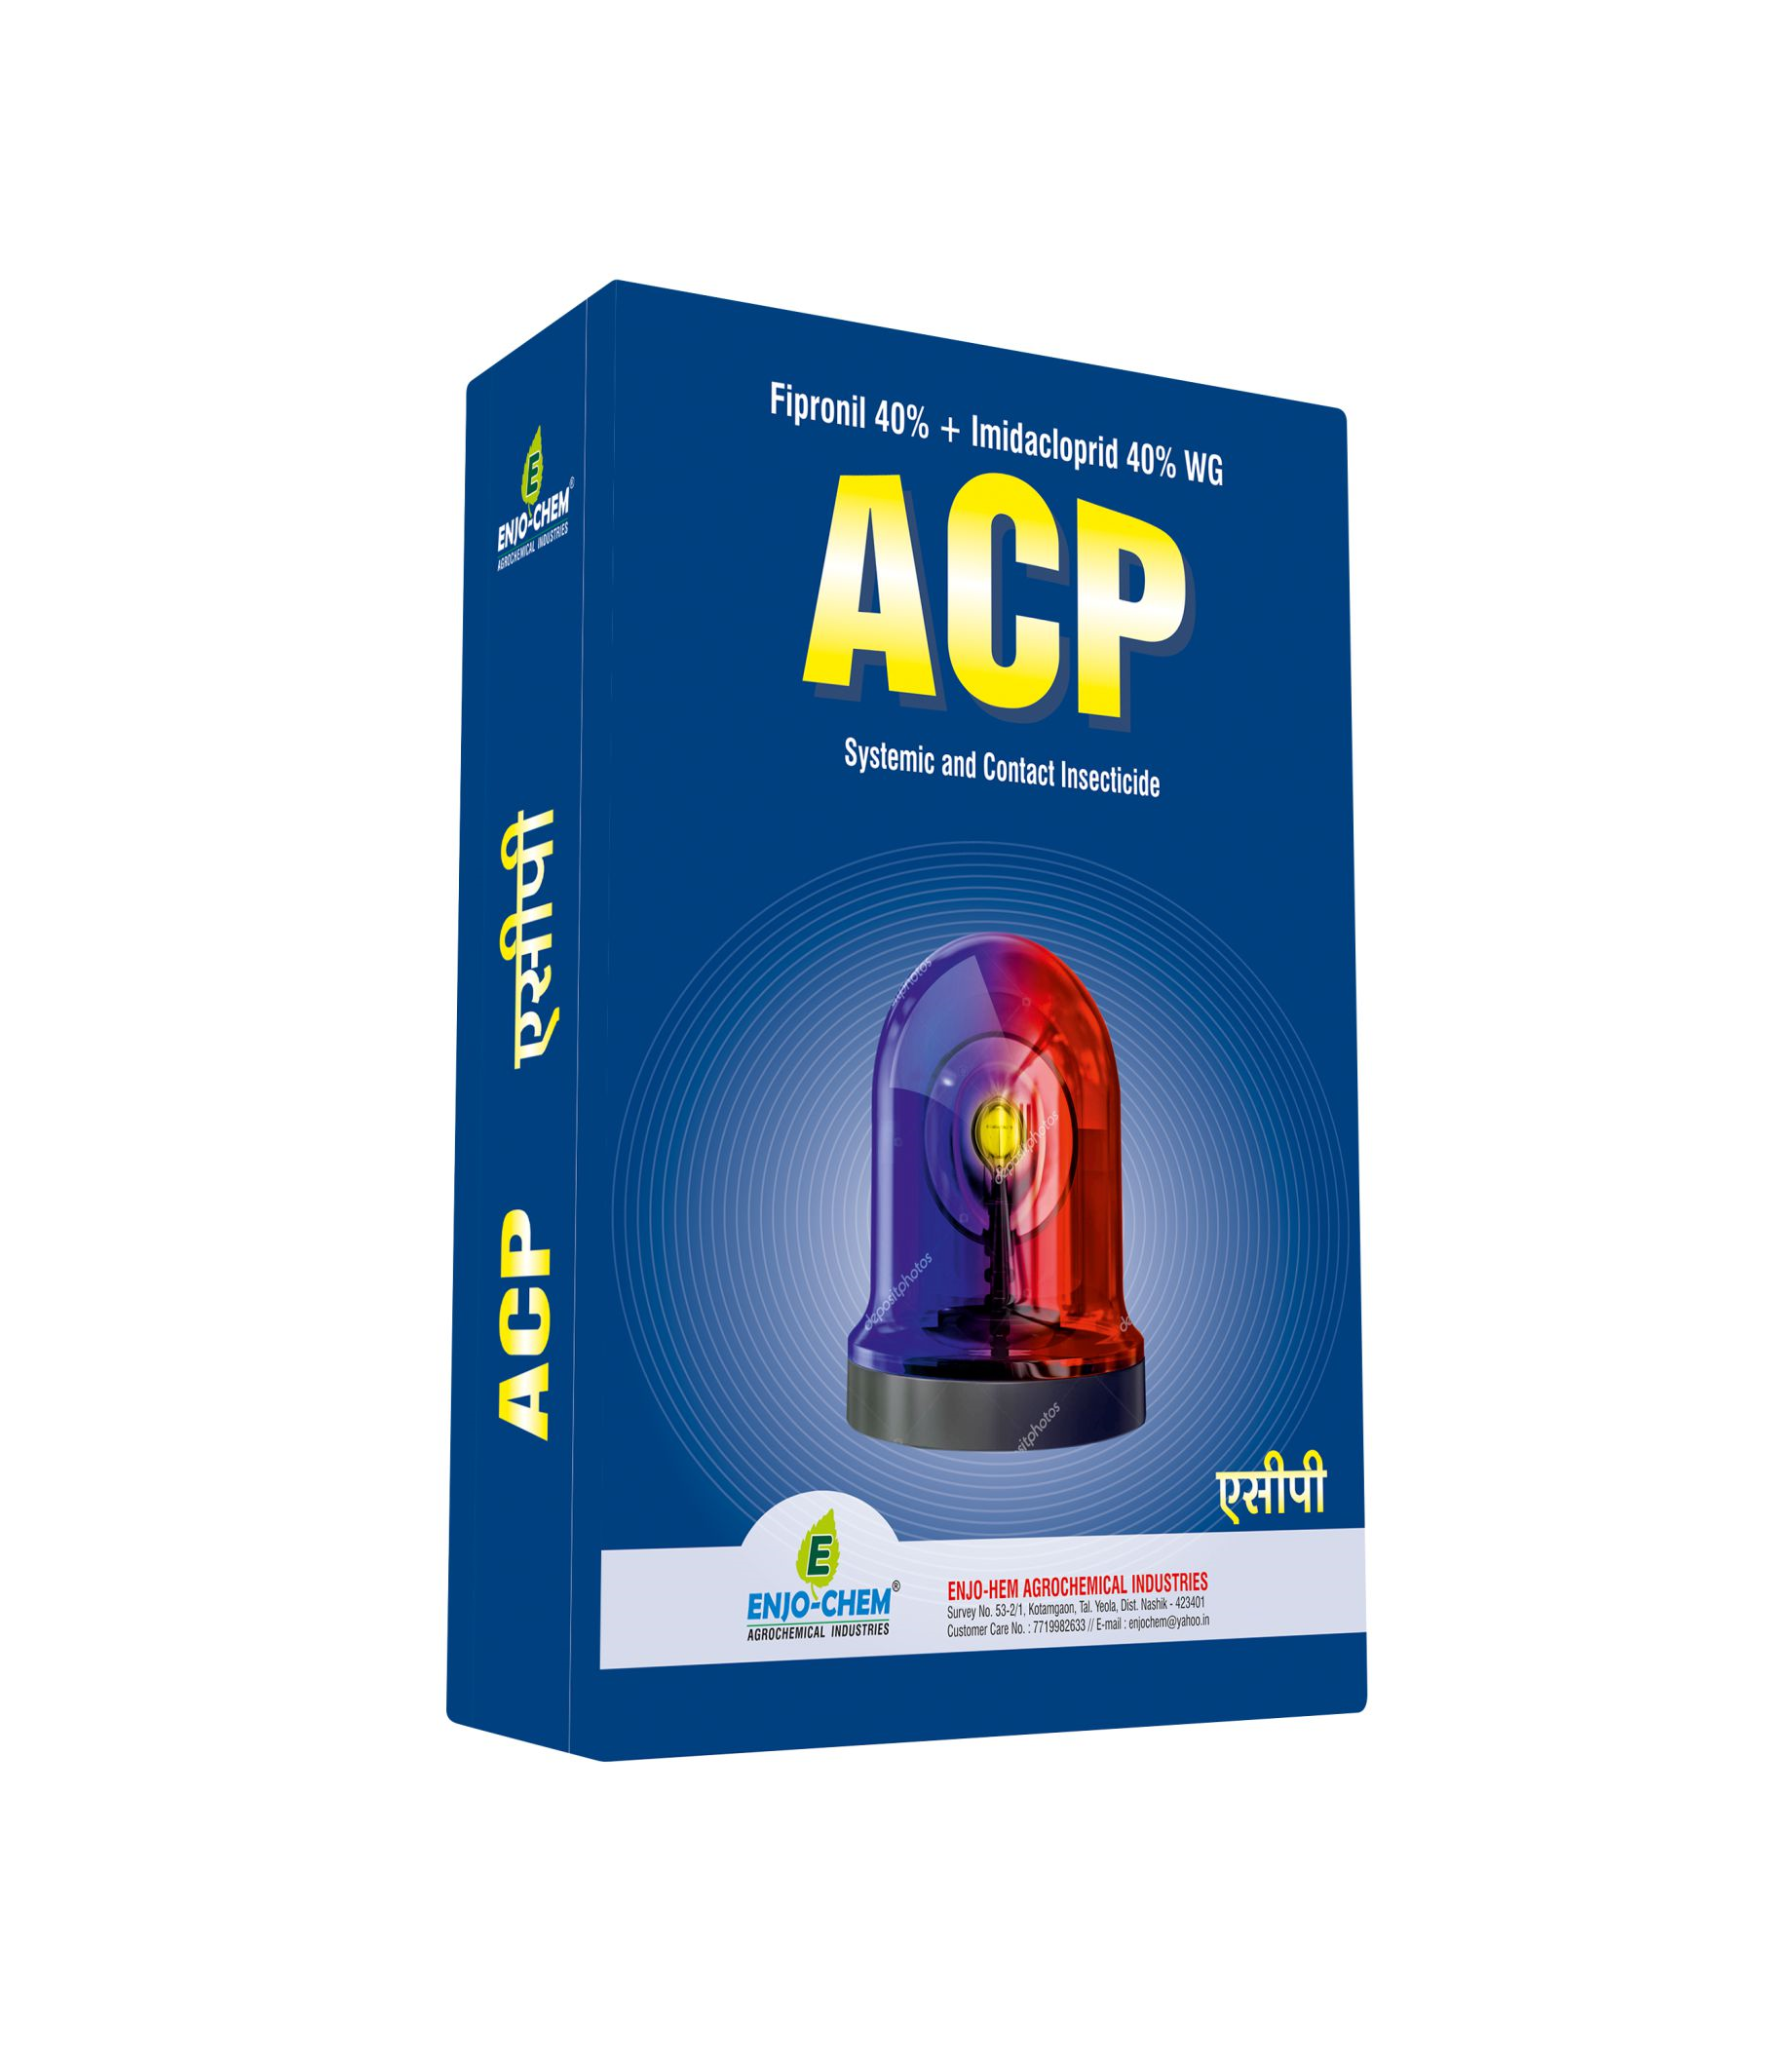 Fipronil 40% + Imidacloprid 40% WG
ACP
Systemic and Contact Insecticide
depositphotos
depositphotos
एसीपी
E
ENJO-CHEM®
AGROCHEMICAL INDUSTRIES
ENJO-HEM AGROCHEMICAL INDUSTRIES
Survey No. 53-2/1, Kotamgaon, Tal. Yeola, Dist. Nashik - 423401
Customer Care No. : 7719982633 // E-mail : enjochem@yahoo.in
E
ENJO-CHEM®
AGROCHEMICAL INDUSTRIES
ACP एसीपी